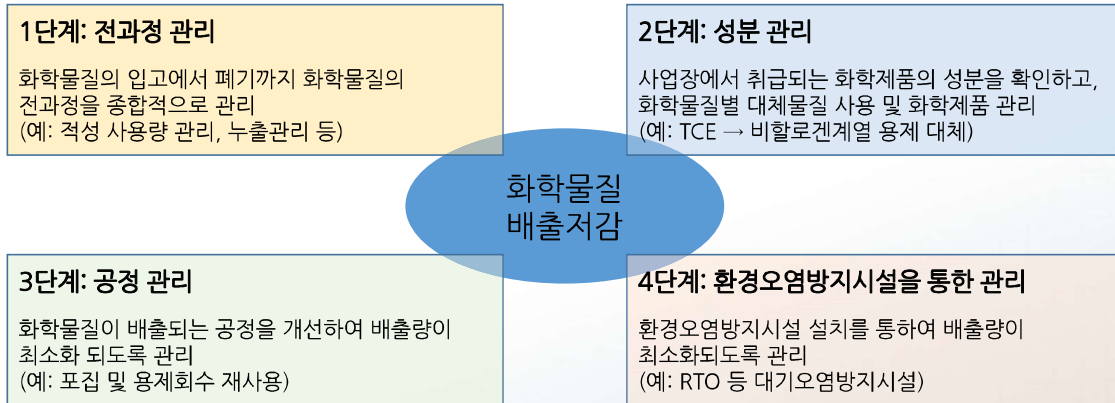 1단계: 전과정 관리
화학물질의 입고에서 폐기까지 화학물질의
전과정을 종합적으로 관리
(예: 적성 사용량 관리, 누출관리 등)
2단계: 성분 관리
사업장에서 취급되는 화학제품의 성분을 확인하고,
화학물질별 대체물질 사용 및 화학제품 관리
(예: TCE → 비할로겐계열 용제 대체)
화학물질
배출저감
3단계: 공정 관리
화학물질이 배출되는 공정을 개선하여 배출량이
최소화 되도록 관리
(예: 포집 및 용제회수 재사용)
4단계: 환경오염방지시설을 통한 관리
환경오염방지시설 설치를 통하여 배출량이
최소화되도록 관리
(예: RTO 등 대기오염방지시설)